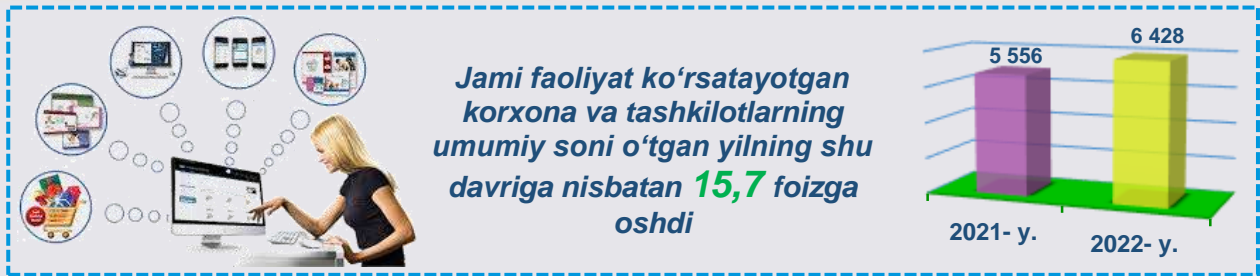 Jami faoliyat ko‘rsatayotgan
korxona va tashkilotlarning
umumiy soni o‘tgan yilning shu
davriga nisbatan 15,7 foizga
oshdi
5 556
6 428
2021- y.
2022- y.